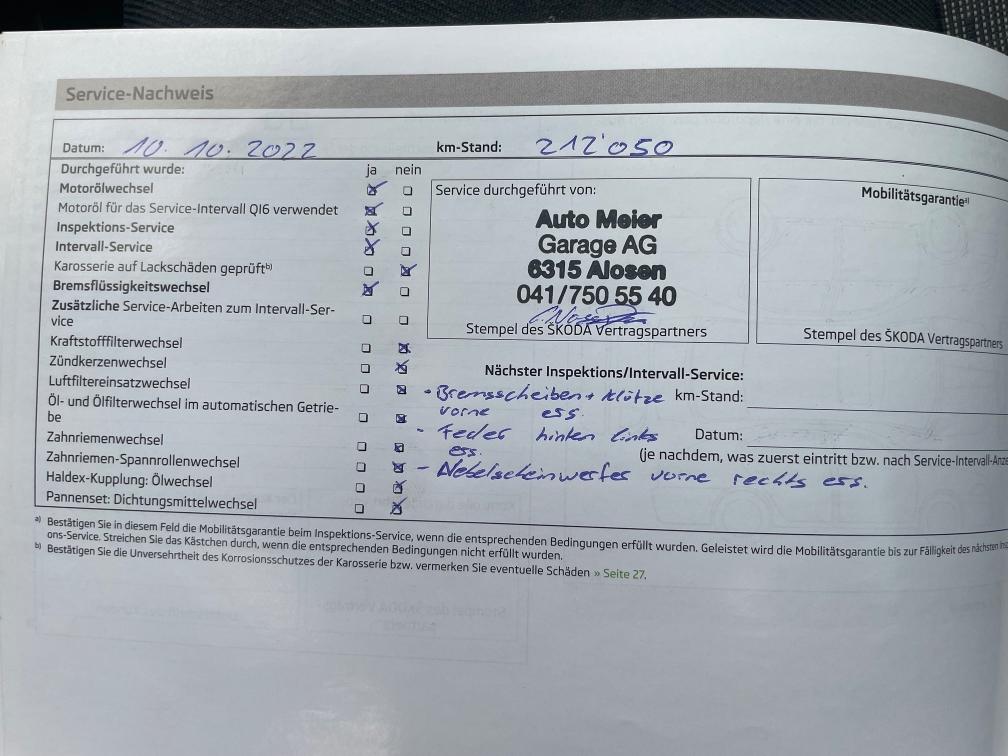 Service-Nachweis
Datum: 10.10.2022 km-Stand: 212'050
Durchgeführt wurde: ja nein
Motorölwechsel
Motoröl für das Service-Intervall QI6 verwendet
Inspektions-Service
Intervall-Service
Karosserie auf Lackschäden geprüft b)
Bremsflüssigkeitswechsel
Zusätzliche Service-Arbeiten zum Intervall-Ser-
vice
Kraftstofffilterwechsel
Zündkerzenwechsel
Luftfiltereinsatzwechsel
Öl- und Ölfilterwechsel im automatischen Getrie-
be
Zahnriemenwechsel
Zahnriemen-Spannrollenwechsel
Haldex-Kupplung: Ölwechsel
Pannenset: Dichtungsmittelwechsel
Service durchgeführt von:
Auto Meier
Garage AG
6315 Alosen
041/750 55 40
Stempel des ŠKODA Vertragspartners
Mobilitätsgarantie a)
Stempel des ŠKODA Vertragspartners
Nächster Inspektions/Intervall-Service:
km-Stand:
Datum:
(je nachdem, was zuerst eintritt bzw. nach Service-Intervall-Anze
- Bremsscheiben + Klötze
vorne ess.
- Feder hinten links
ess.
- Nebelscheinwerfer vorne rechts ess.
a) Bestätigen Sie in diesem Feld die Mobilitätsgarantie beim Inspektions-Service, wenn die entsprechenden Bedingungen erfüllt wurden. Geleistet wird die Mobilitätsgarantie bis zur Fälligkeit des nächsten
ons-Service. Streichen Sie das Kästchen durch, wenn die entsprechenden Bedingungen nicht erfüllt wurden.
b) Bestätigen Sie die Unversehrtheit des Korrosionsschutzes der Karosserie bzw. vermerken Sie eventuelle Schäden » Seite 27.